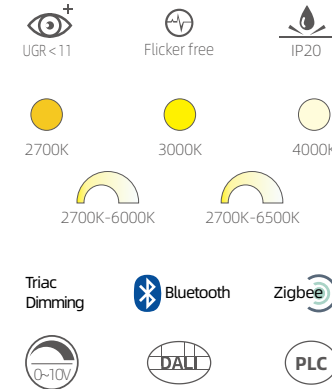 UGR<11
Flicker free
IP20
2700K
3000K
4000K
2700K-6000K
2700K-6500K
Triac
Dimming
Bluetooth
Zigbee
0~10V
DALI
PLC